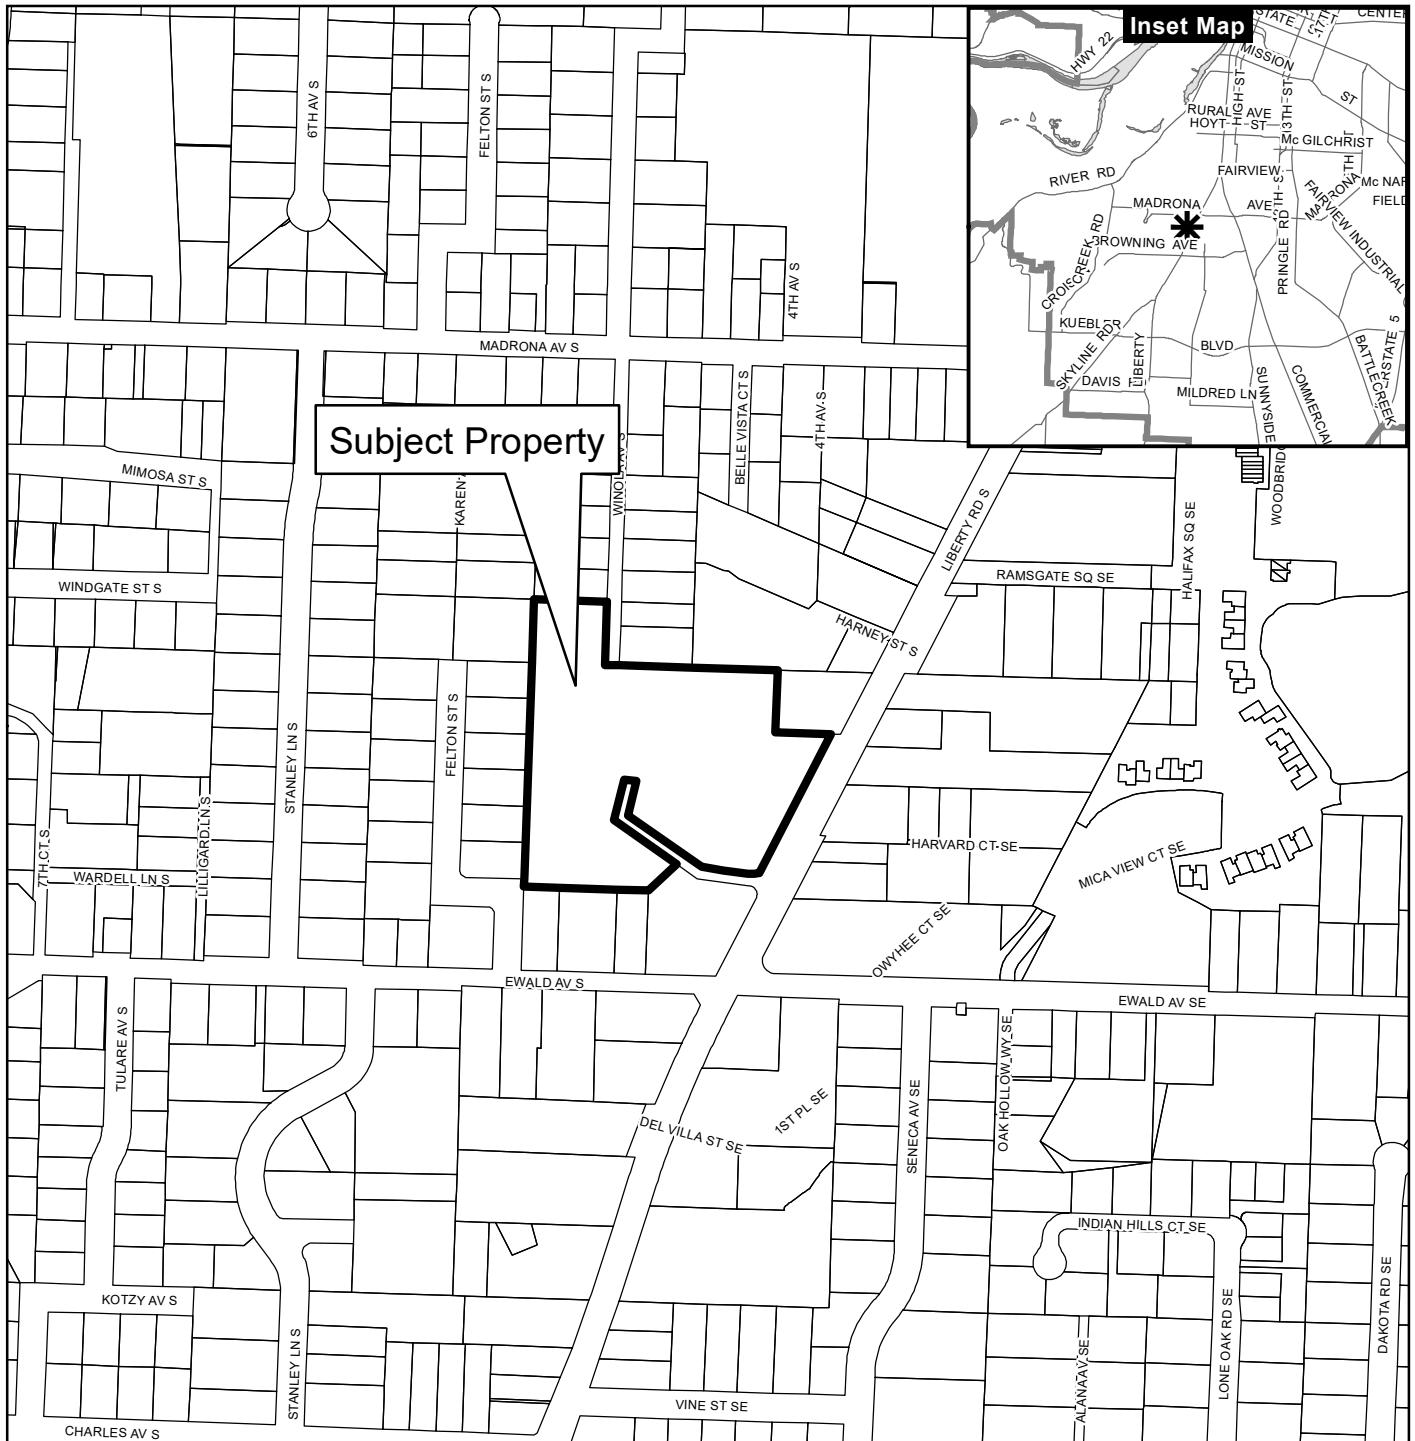 Inset Map
STATE
17TH
CENTER
HWY 22
MISSION
ST
HIGH ST
RURAL AVE
HOYT ST
13TH ST
Mc GILCHRIST
RIVER RD
FAIRVIEW
Mc NAR
FIELD
MADRONA AVE
MADRONA
FAIRVIEW INDUSTRIAL
BROWNING AVE
PRINGLE RD
CROISCREEK RD
KUEBLER BLVD
SKYLINE RD
LIBERTY
DAVIS
MILDRED LN
SUNNYSIDE
COMMERCIAL
BATTLECREEK
ERSTATE 5
6TH AV S
FELTON ST S
4TH AV S
MADRONA AV S
BELLE VISTA CT S
4TH AV S
Subject Property
MIMOSA ST S
KAREN
WINOLA AV S
LIBERTY RD S
HALIFAX SQ SE
WOODBRIDG
WINDGATE ST S
RAMSGATE SQ SE
HARNEY ST S
STANLEY LN S
FELTON ST S
7TH CT S
WARDELL LN S
LILLIGARD LN S
HARVARD CT SE
MICA VIEW CT SE
OWYHEE CT SE
EWALD AV S
EWALD AV SE
TULARE AV S
OAK HOLLOW WY SE
SENECA AV SE
1ST PL SE
DEL VILLA ST SE
INDIAN HILLS CT SE
KOTZY AV S
STANLEY LN S
LONE OAK RD SE
DAKOTA RD SE
ALANA AV SE
VINE ST SE
CHARLES AV S